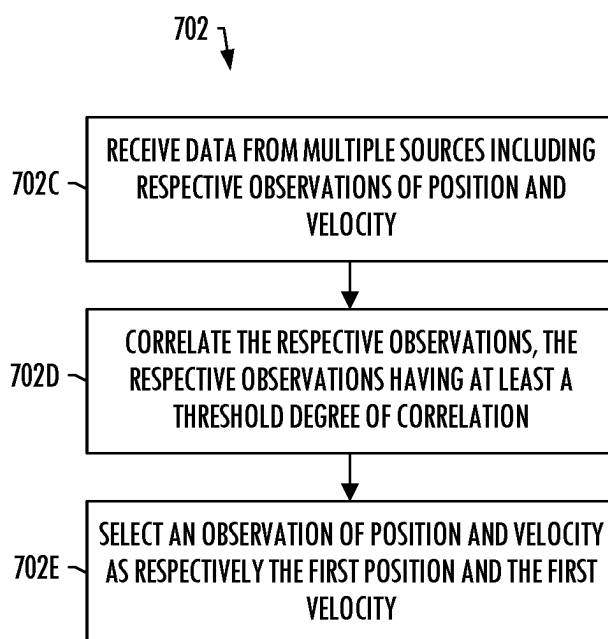 702
702C
RECEIVE DATA FROM MULTIPLE SOURCES INCLUDING
RESPECTIVE OBSERVATIONS OF POSITION AND
VELOCITY
702D
CORRELATE THE RESPECTIVE OBSERVATIONS, THE
RESPECTIVE OBSERVATIONS HAVING AT LEAST A
THRESHOLD DEGREE OF CORRELATION
702E
SELECT AN OBSERVATION OF POSITION AND VELOCITY
AS RESPECTIVELY THE FIRST POSITION AND THE FIRST
VELOCITY